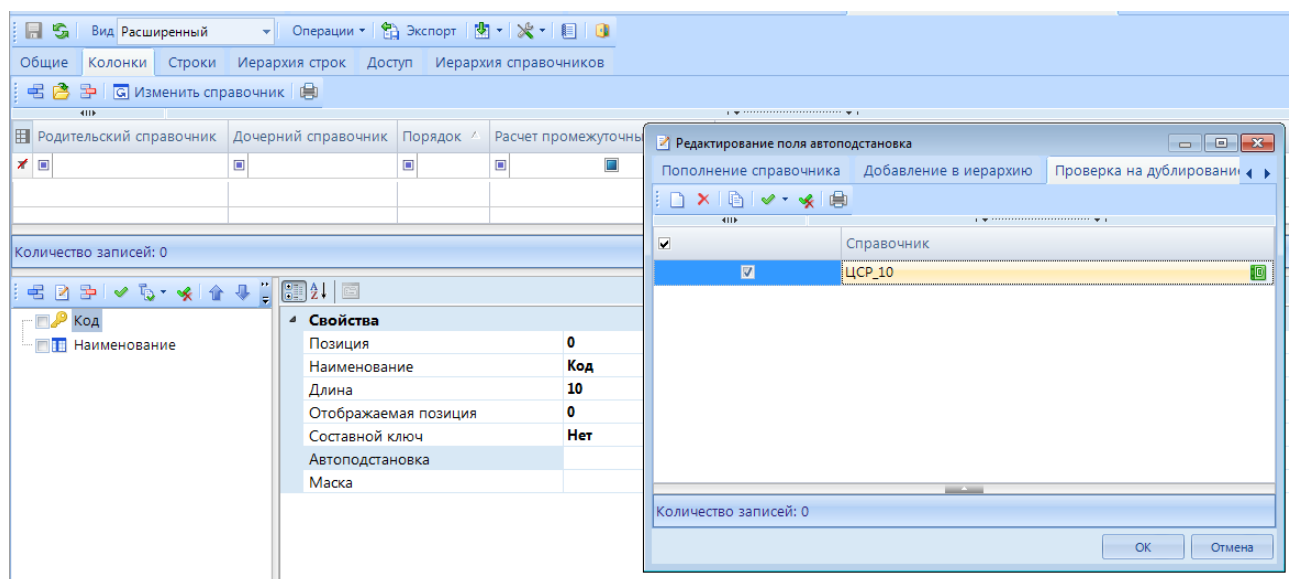 Вид Расширенный Операции Экспорт
Общие Колонки Строки Иерархия строк Доступ Иерархия справочников
Изменить справочник
Родительский справочник Дочерний справочник Порядок Расчет промежуточны
Количество записей: 0
Код
Наименование
Свойства
Позиция 0
Наименование Код
Длина 10
Отображаемая позиция 0
Составной ключ Нет
Автоподстановка
Маска
Редактирование поля автоподстановка
Пополнение справочника Добавление в иерархию Проверка на дублировани
Справочник
ЦСР_10
Количество записей: 0
ОК Отмена